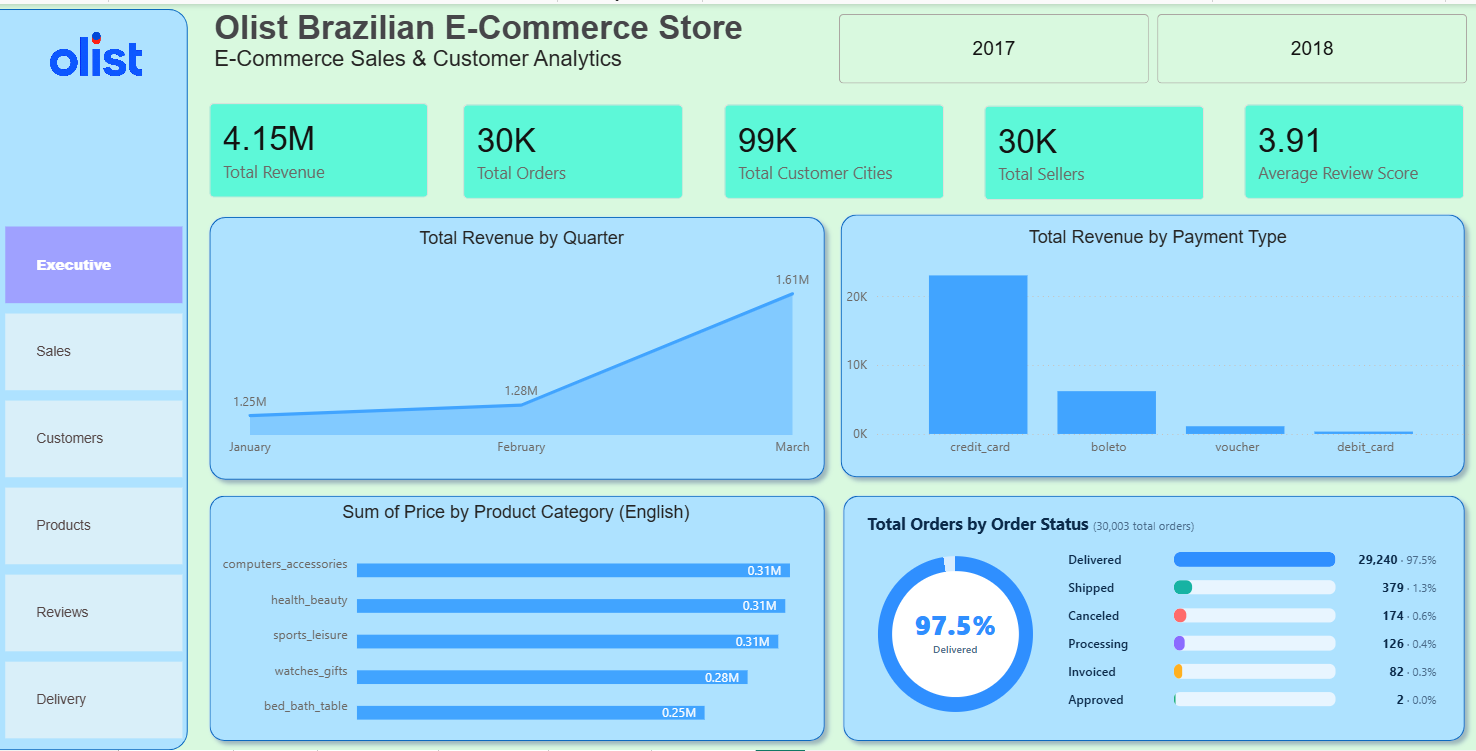 olist
Olist Brazilian E-Commerce Store
E-Commerce Sales & Customer Analytics
2017
2018
4.15M
Total Revenue
30K
Total Orders
99K
Total Customer Cities
30K
Total Sellers
3.91
Average Review Score
Executive
Sales
Customers
Products
Reviews
Delivery
Total Revenue by Quarter
1.25M
1.28M
1.61M
January
February
March
Total Revenue by Payment Type
20K
10K
0K
credit_card
boleto
voucher
debit_card
Sum of Price by Product Category (English)
computers_accessories
0.31M
health_beauty
0.31M
sports_leisure
0.31M
watches_gifts
0.28M
bed_bath_table
0.25M
Total Orders by Order Status (30,003 total orders)
97.5%
Delivered
Delivered 29,240 · 97.5%
Shipped 379 · 1.3%
Canceled 174 · 0.6%
Processing 126 · 0.4%
Invoiced 82 · 0.3%
Approved 2 · 0.0%